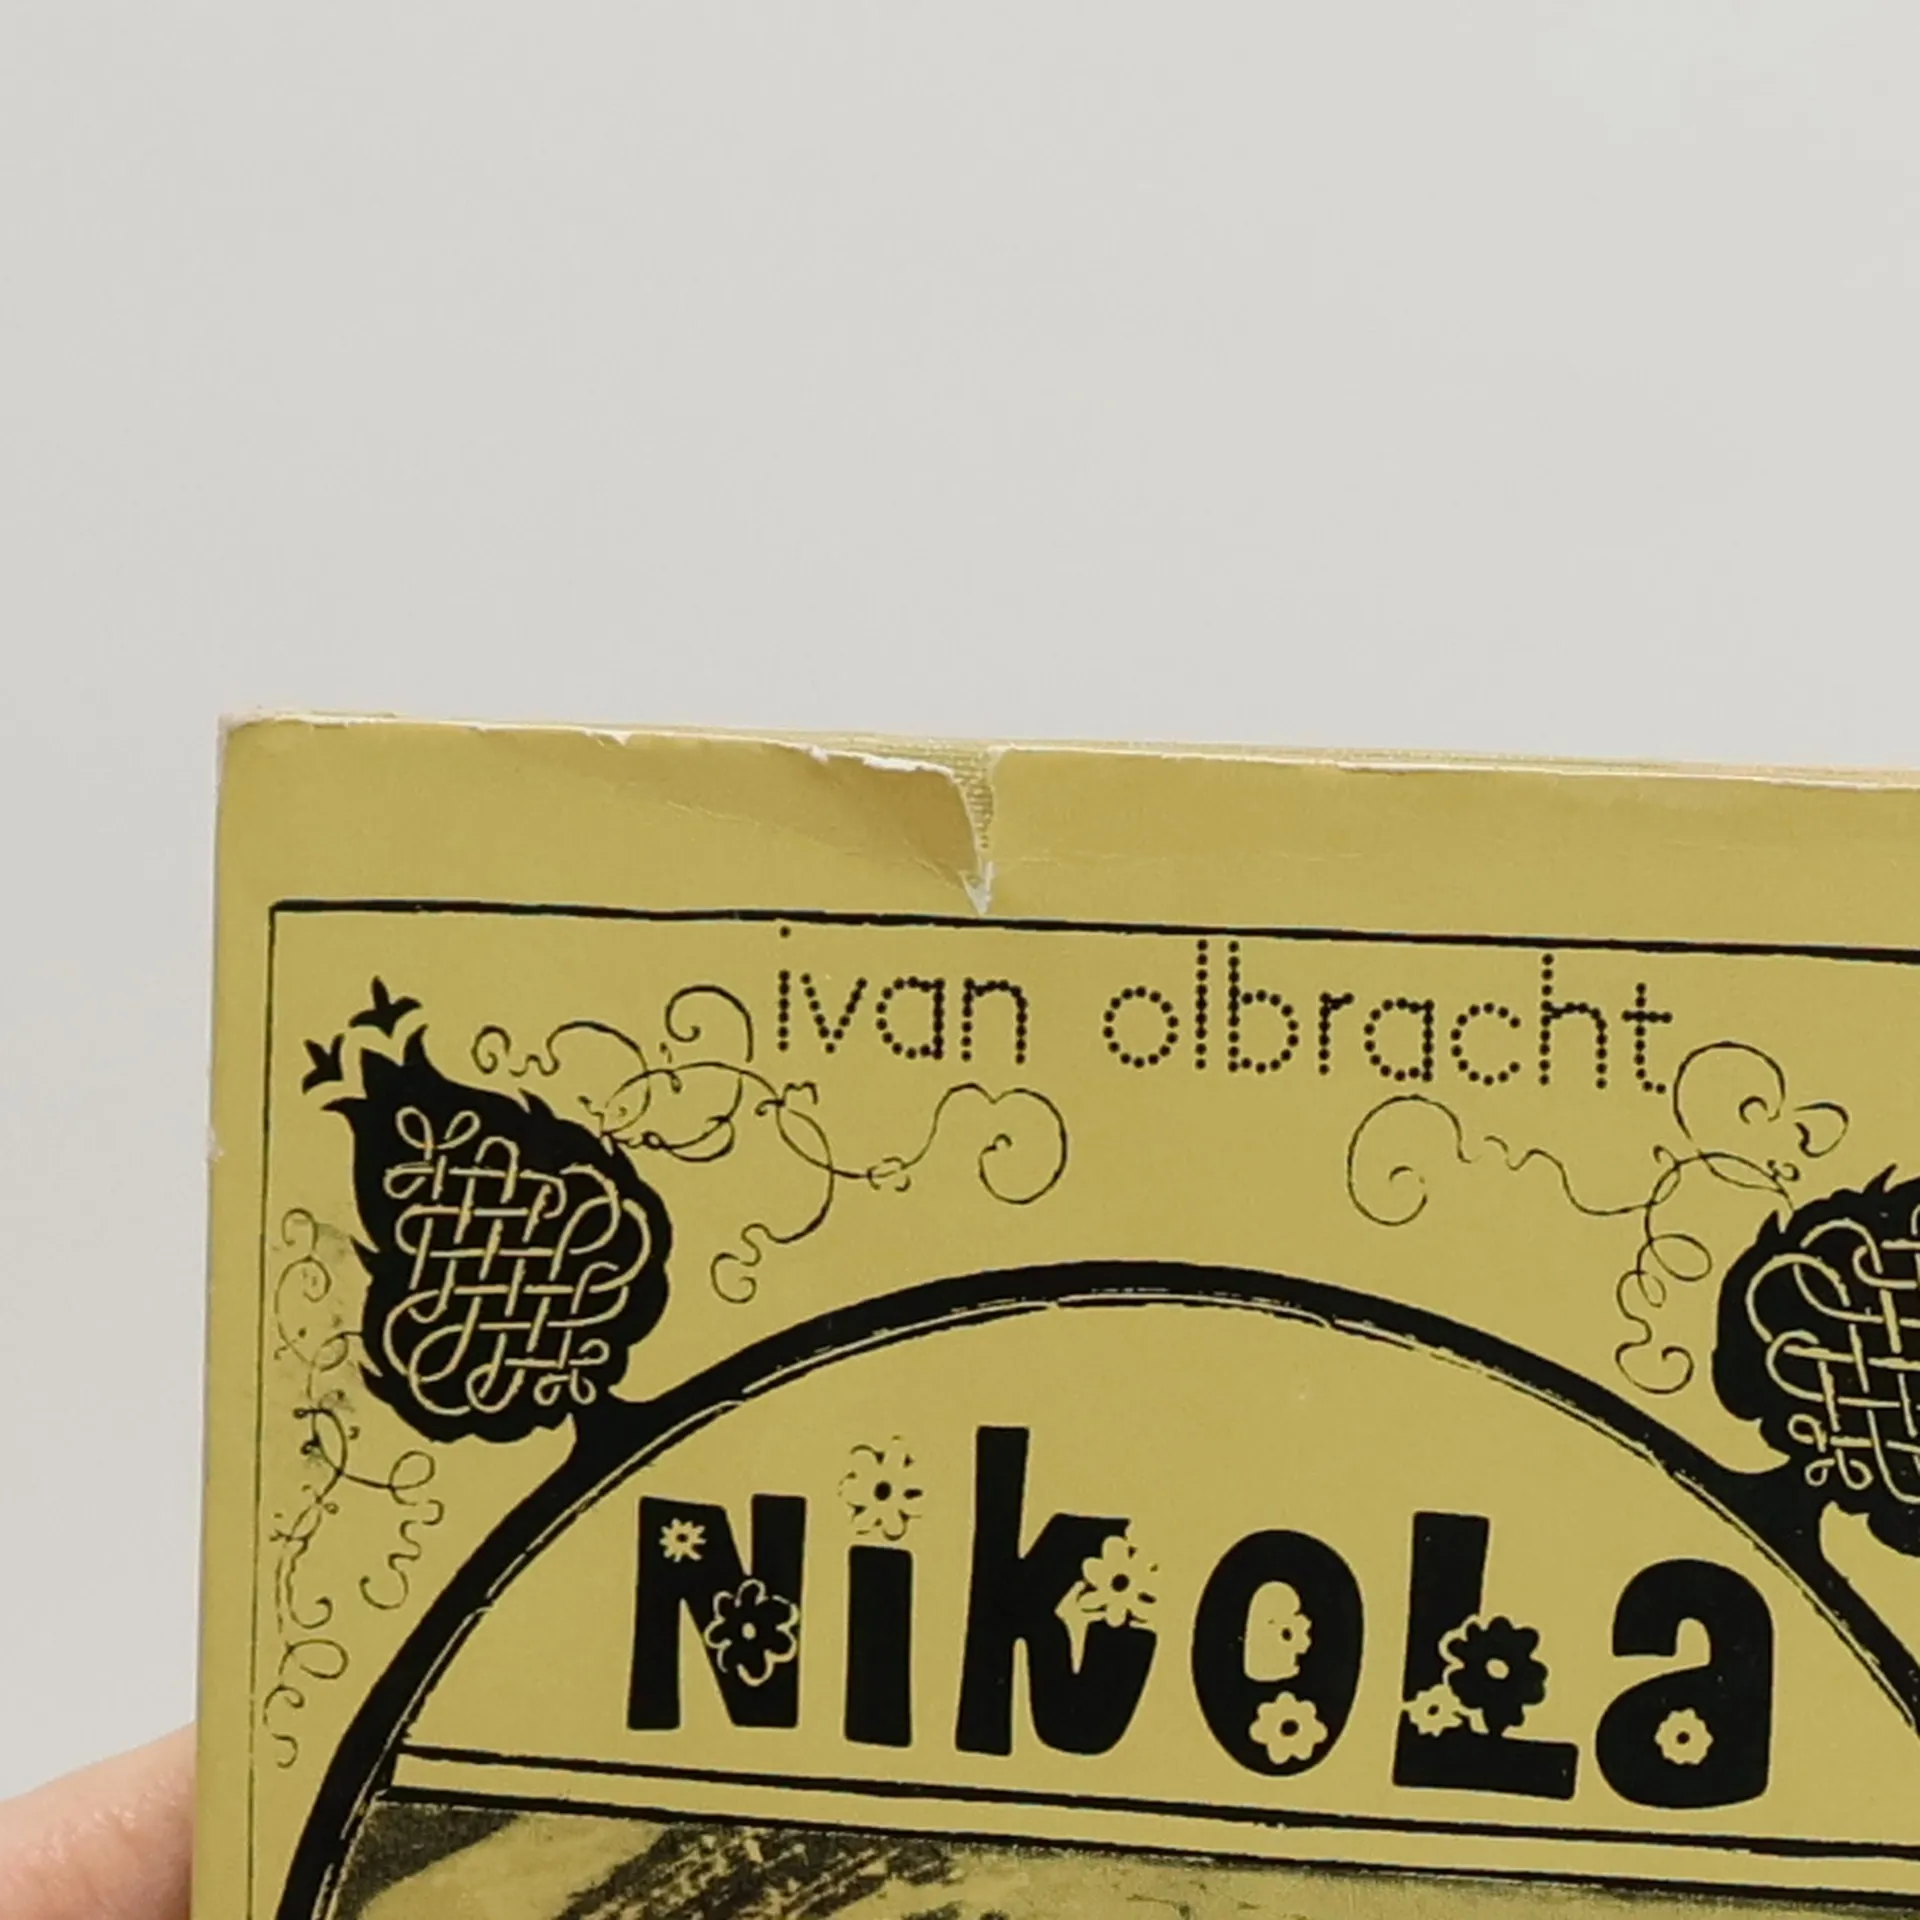 ivan olbracht
NikoLa